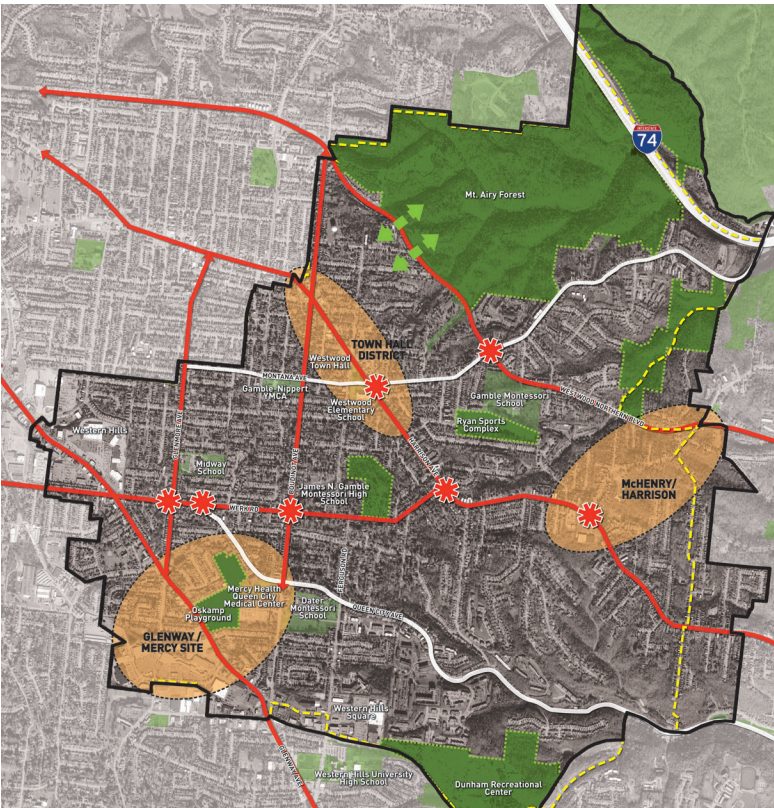 INTERSTATE
74
Mt. Airy Forest
TOWN HALL
DISTRICT
Westwood
Town Hall
MONTANA AVE
Gamble-Nippert
YMCA
Westwood
Elementary
School
Gamble Montessori
School
WESTWOOD NORTHERN BLVD
Ryan Sports
Complex
Western Hills
GLENMORE AVE
HARRISON AVE
Midway
School
BOUDINOT AVE
James N. Gamble
Montessori High
School
McHENRY/
HARRISON
WERK RD
FERGUSON RD
Mercy Health
Queen City
Medical Center
Dater
Montessori
School
QUEEN CITY AVE
Oskamp
Playground
GLENWAY /
MERCY SITE
Western Hills
Square
GLENWAY AVE
Western Hills University
High School
Dunham Recreational
Center